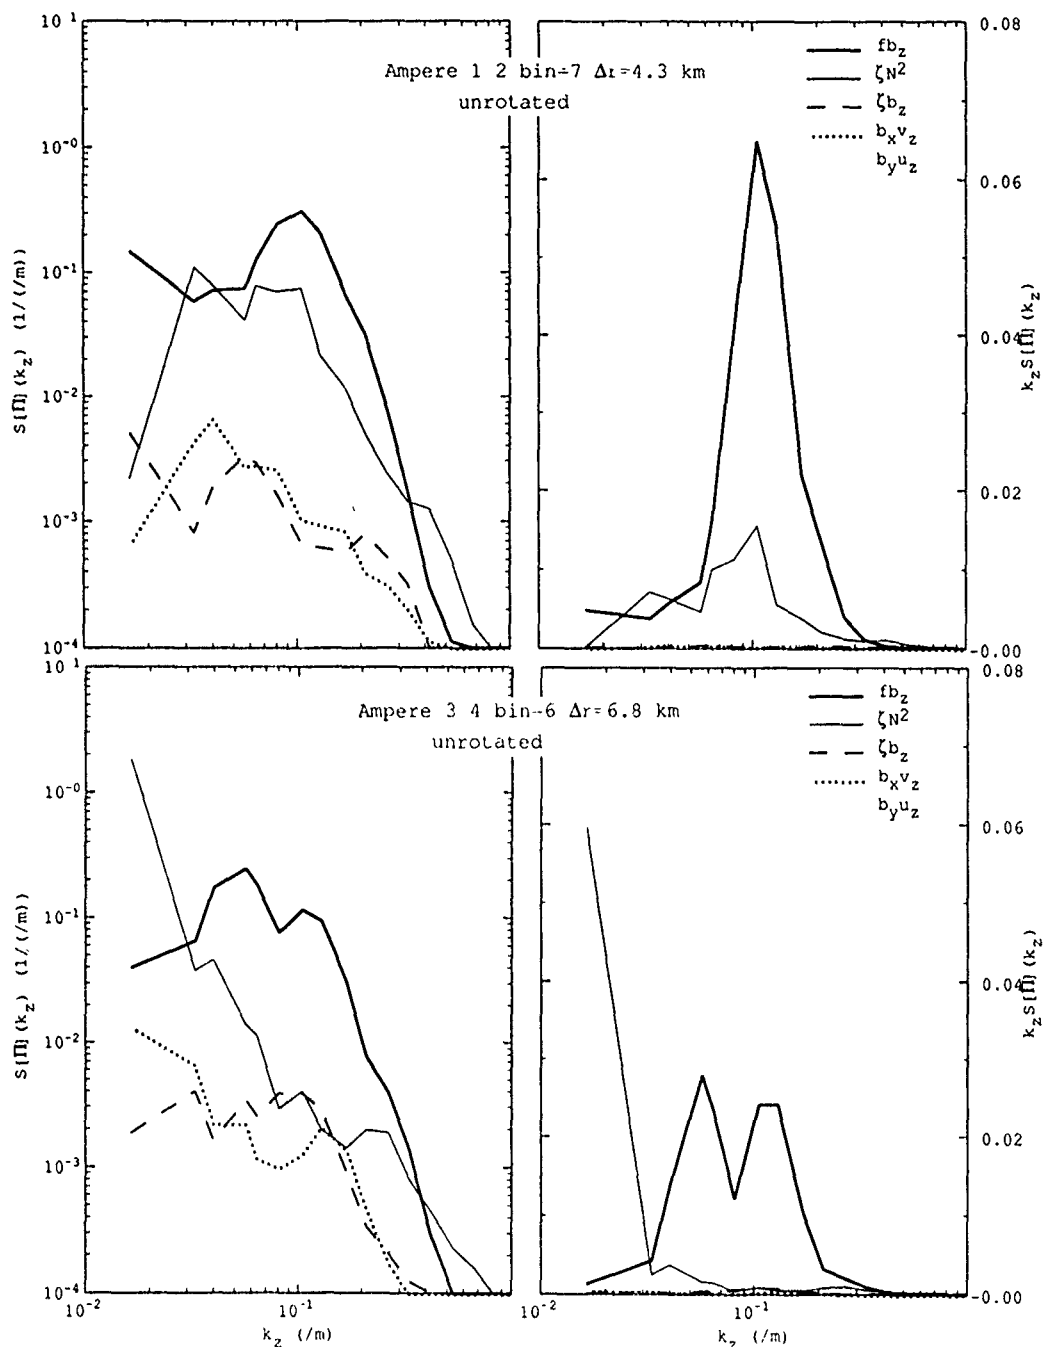 10¹
10⁻⁰
10⁻¹
10⁻²
10⁻³
10⁻⁴
S[Π](k_z) (1/(/m))
Ampere 1 2 bin-7 Δr=4.3 km
unrotated
fb_z
ζN²
ζb_z
b_xv_z
b_yu_z
0.08
0.06
0.04
0.02
-0.00
k_zS[Π](k_z)
10¹
10⁻⁰
10⁻¹
10⁻²
10⁻³
10⁻⁴
S[Π](k_z) (1/(/m))
Ampere 3 4 bin-6 Δr=6.8 km
unrotated
fb_z
ζN²
ζb_z
b_xv_z
b_yu_z
0.08
0.06
0.04
0.02
-0.00
k_zS[Π](k_z)
10⁻²
10⁻¹
k_z (/m)
10⁻²
10⁻¹
k_z (/m)